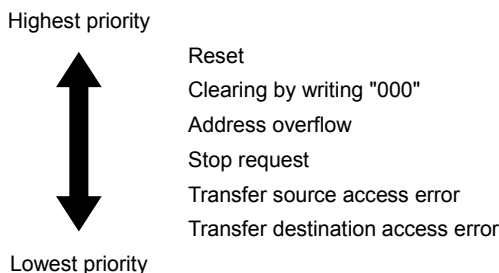 Highest priority
Reset
Clearing by writing "000"
Address overflow
Stop request
Transfer source access error
Transfer destination access error
Lowest priority